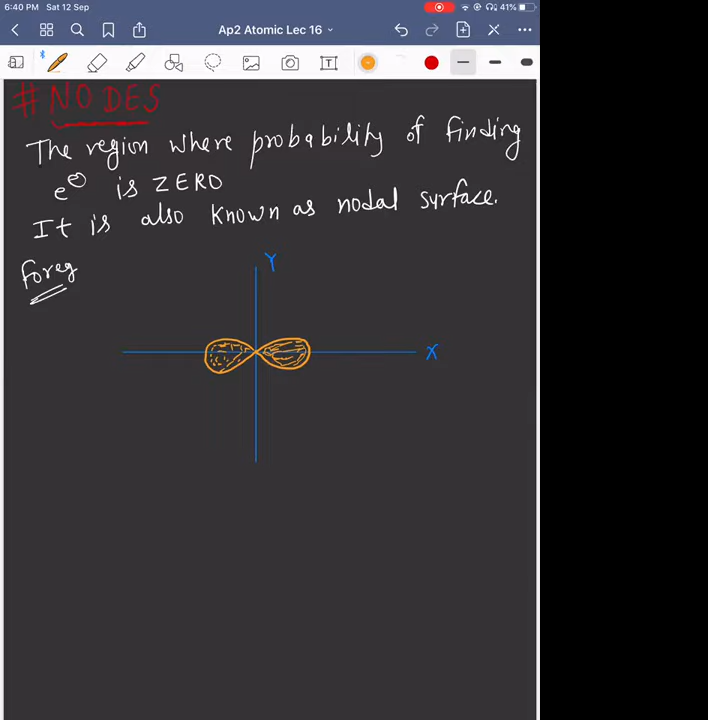 6:40 PM Sat 12 Sep
41%
Ap2 Atomic Lec 16
T
# NODES
The region where probability of finding
e⊖ is ZERO
It is also known as nodal surface.
foreg
Y
X